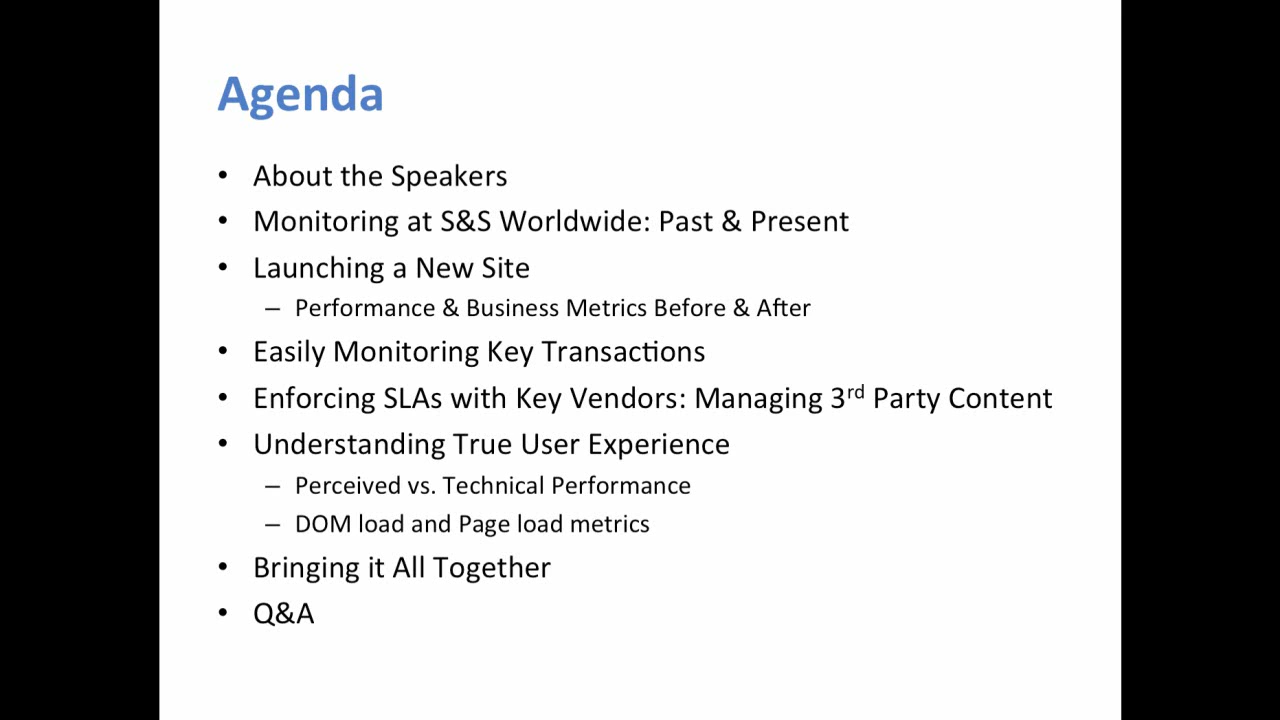 Agenda
• About the Speakers
• Monitoring at S&S Worldwide: Past & Present
• Launching a New Site
– Performance & Business Metrics Before & After
• Easily Monitoring Key Transactions
• Enforcing SLAs with Key Vendors: Managing 3rd Party Content
• Understanding True User Experience
– Perceived vs. Technical Performance
– DOM load and Page load metrics
• Bringing it All Together
• Q&A